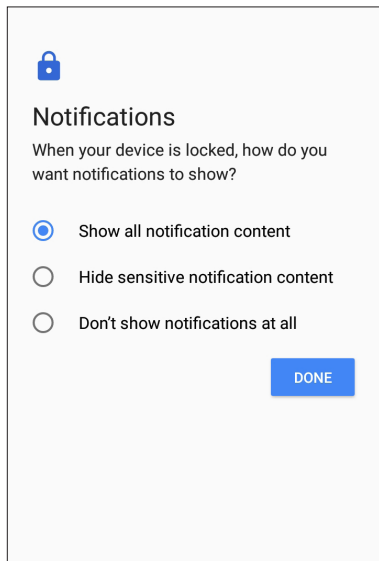 Notifications
When your device is locked, how do you
want notifications to show?
Show all notification content
Hide sensitive notification content
Don’t show notifications at all
DONE